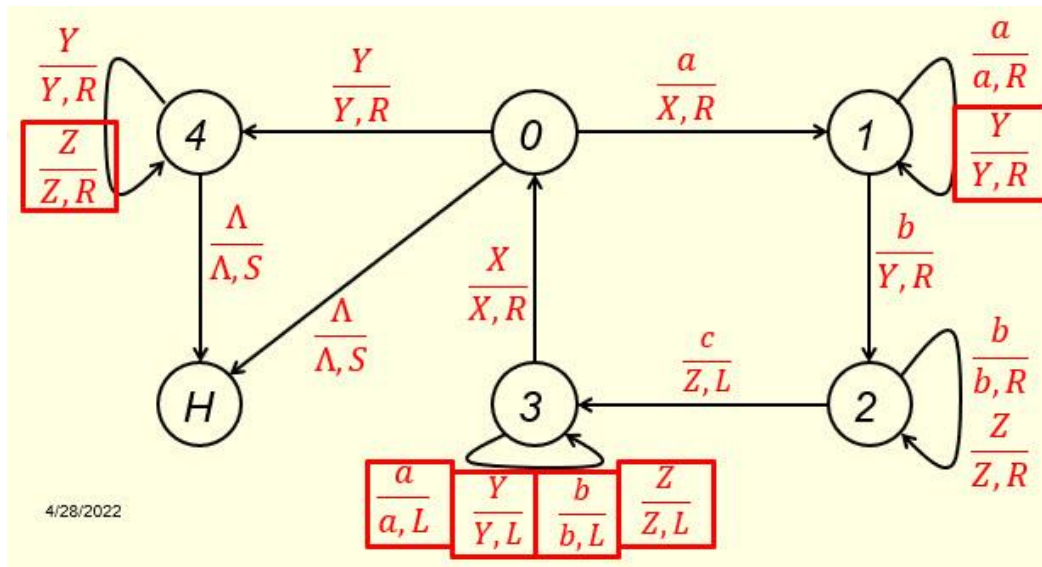 Y
Y, R
Z
Z, R
4
Y
Y, R
0
a
X, R
1
a
a, R
Y
Y, R
Λ
Λ, S
Λ
Λ, S
X
X, R
b
Y, R
H
3
c
Z, L
2
b
b, R
Z
Z, R
a
a, L
Y
Y, L
b
b, L
Z
Z, L
4/28/2022